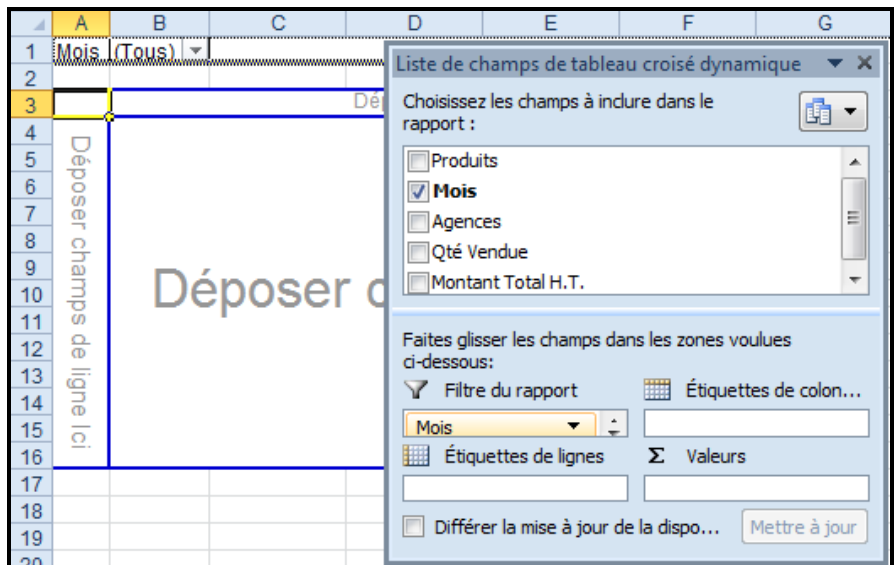 A B C D E F G
1 Mois (Tous)
2
3 Dé
4
5
6
7
8
9
10
11
12
13
14
15
16
17
18
19
20
Déposer champs de ligne Ici
Déposer
Liste de champs de tableau croisé dynamique
Choisissez les champs à inclure dans le
rapport :
Produits
Mois
Agences
Qté Vendue
Montant Total H.T.
Faites glisser les champs dans les zones voulues
ci-dessous:
Filtre du rapport
Étiquettes de colon...
Mois
Étiquettes de lignes
Σ Valeurs
Différer la mise à jour de la dispo...
Mettre à jour